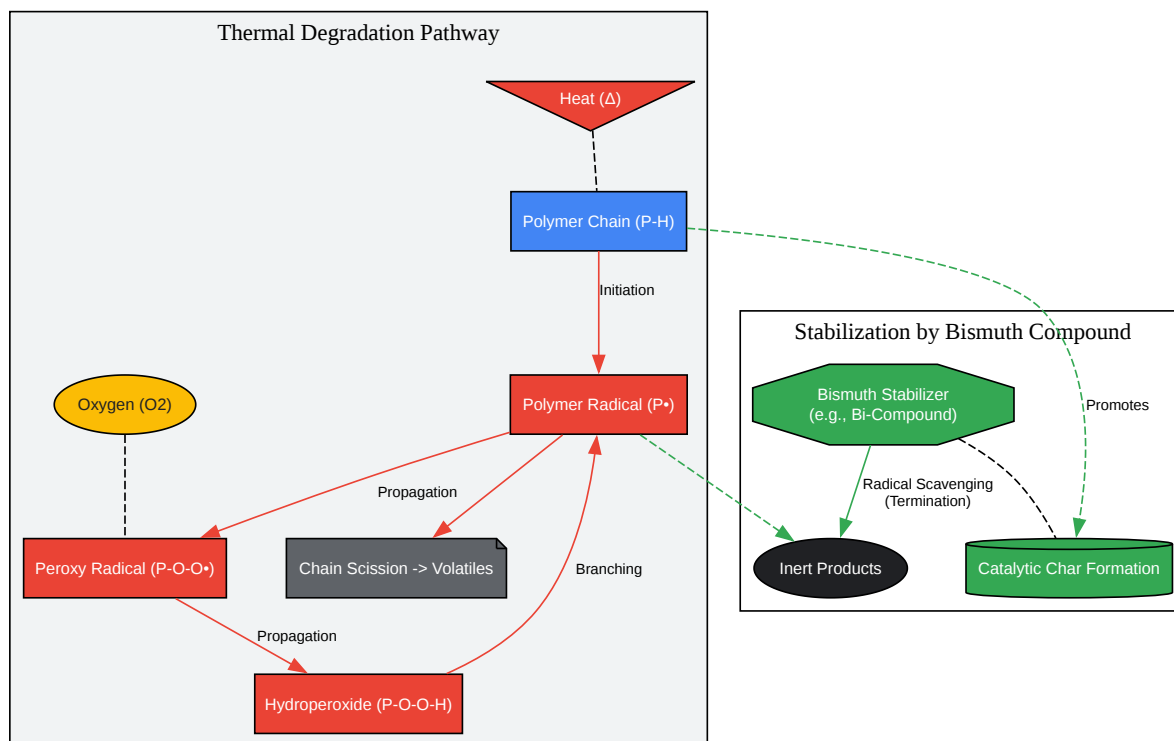 Thermal Degradation Pathway
Heat (Δ)
Polymer Chain (P-H)
Initiation
Stabilization by Bismuth Compound
Oxygen (O2)
Polymer Radical (P•)
Bismuth Stabilizer
(e.g., Bi-Compound)
Promotes
Propagation
Radical Scavenging
(Termination)
Peroxy Radical (P-O-O•)
Chain Scission -> Volatiles
Branching
Inert Products
Catalytic Char Formation
Propagation
Hydroperoxide (P-O-O-H)